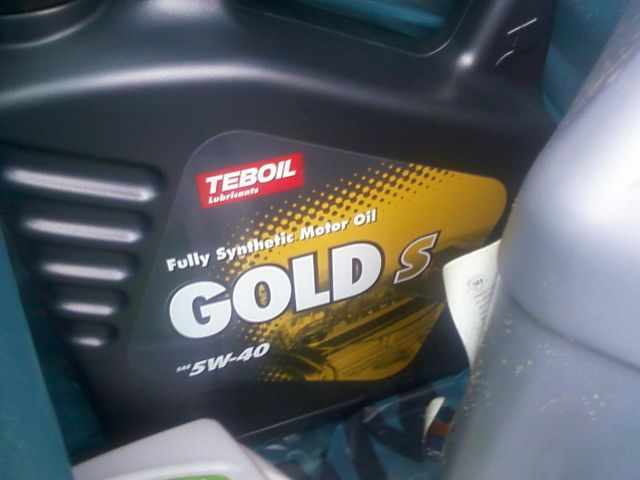 TEBOIL
Lubricants
Fully Synthetic Motor Oil
GOLD S
SAE 5W-40